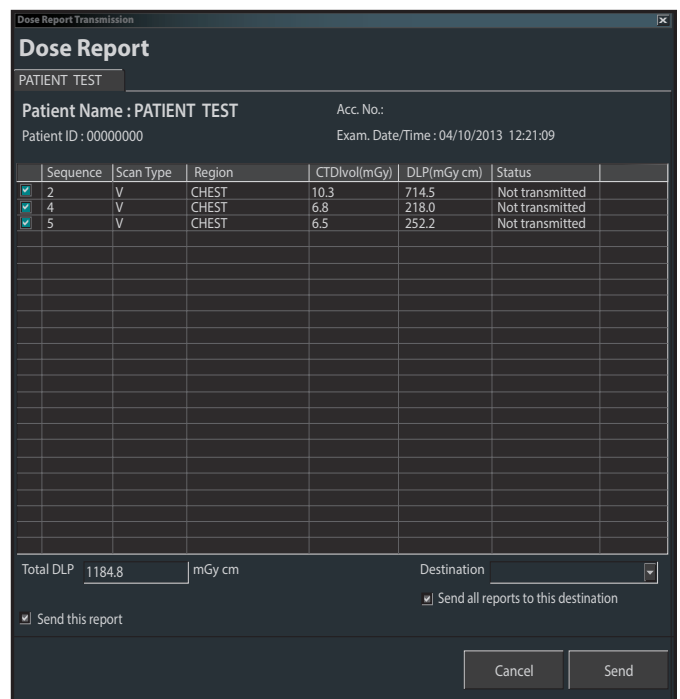 Dose Report Transmission
Dose Report
PATIENT TEST
Patient Name : PATIENT TEST Acc. No.:
Patient ID : 00000000 Exam. Date/Time : 04/10/2013 12:21:09
Sequence Scan Type Region CTDlvol(mGy) DLP(mGy cm) Status
2 V CHEST 10.3 714.5 Not transmitted
4 V CHEST 6.8 218.0 Not transmitted
5 V CHEST 6.5 252.2 Not transmitted
Total DLP 1184.8 mGy cm Destination
Send all reports to this destination
Send this report
Cancel Send